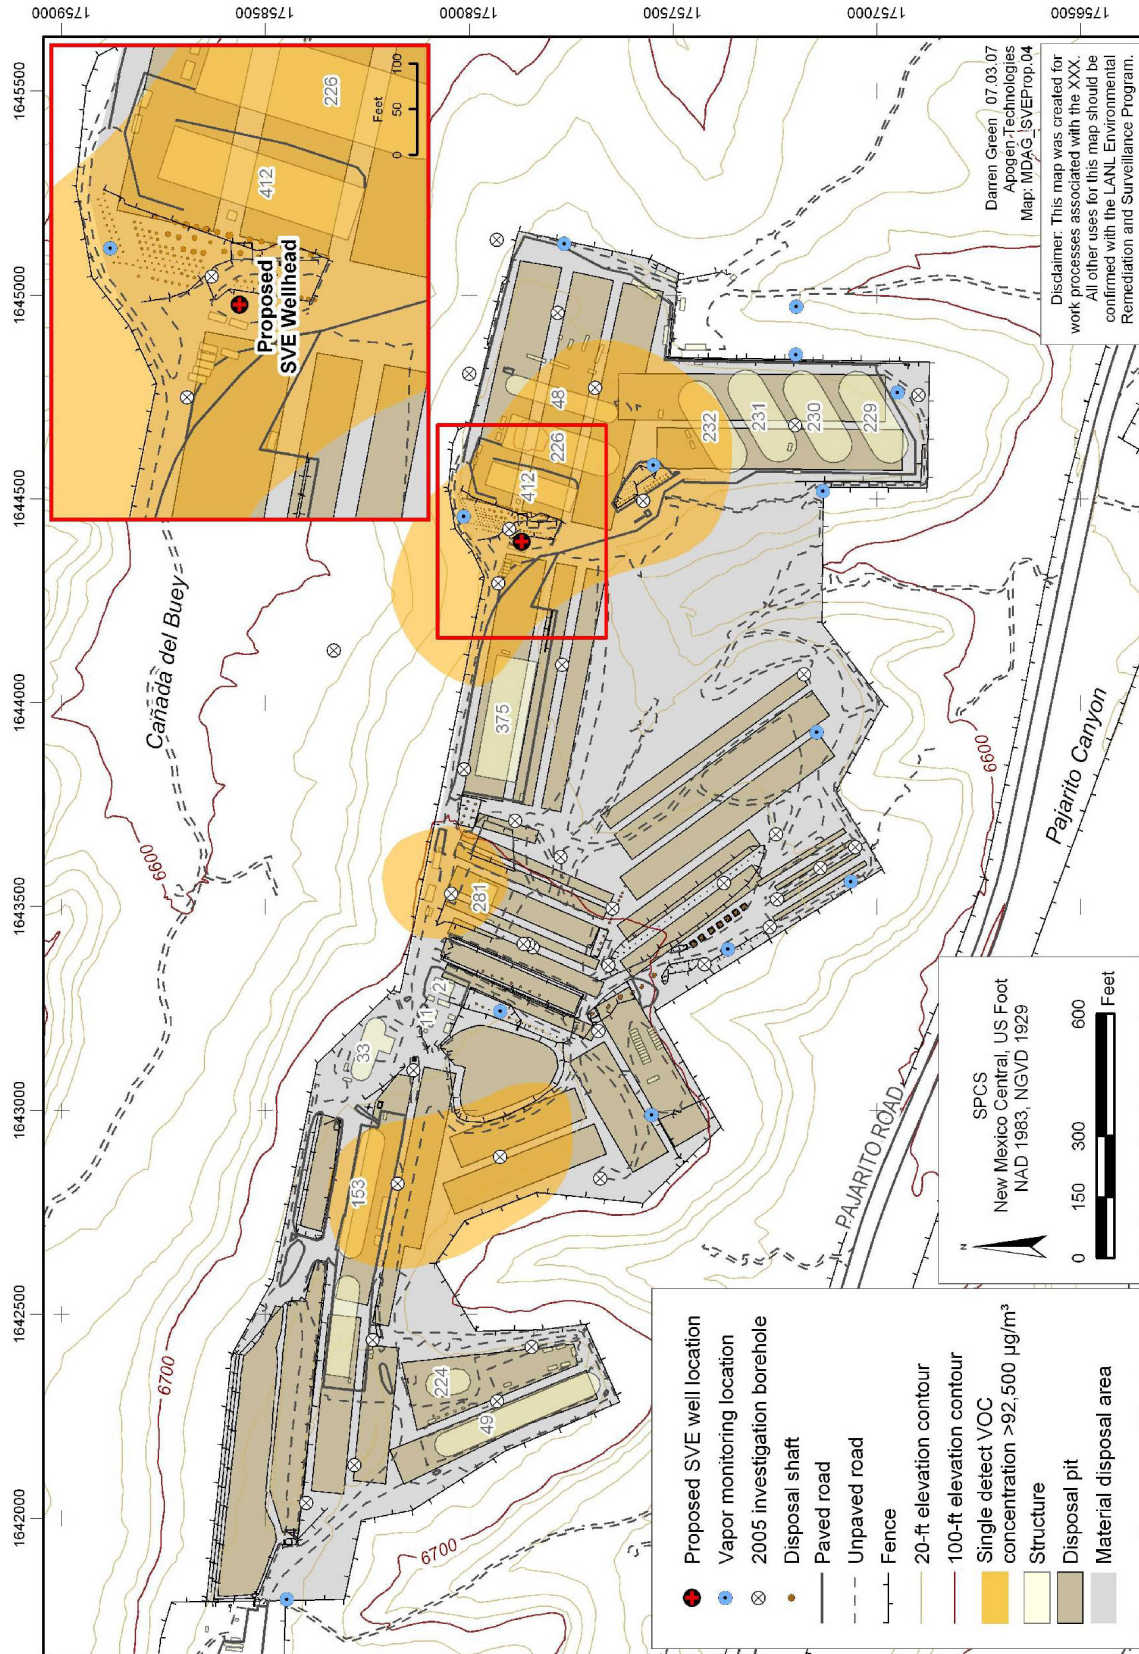 1759000
1758500
1758000
1757500
1757000
1756500
1645500
1645000
1644500
1644000
1643500
1643000
1642500
1642000
226
412
Proposed
SVE Wellhead
Feet
0 50 100
Cañada del Buey
6600
6700
48
226
412
232
231
230
229
375
281
2
11
33
153
224
49
6700
6600
Pajarito Canyon
PAJARITO ROAD
Darren Green 07.03.07
Apogen Technologies
Map: MDAG_SVEProp.04
Disclaimer: This map was created for
work processes associated with the XXX.
All other uses for this map should be
confirmed with the LANL Environmental
Remediation and Surveillance Program.
N
SPCS
New Mexico Central, US Foot
NAD 1983, NGVD 1929
0 150 300 600
Feet
Proposed SVE well location
Vapor monitoring location
2005 investigation borehole
Disposal shaft
Paved road
Unpaved road
Fence
20-ft elevation contour
100-ft elevation contour
Single detect VOC
concentration >92,500 µg/m³
Structure
Disposal pit
Material disposal area